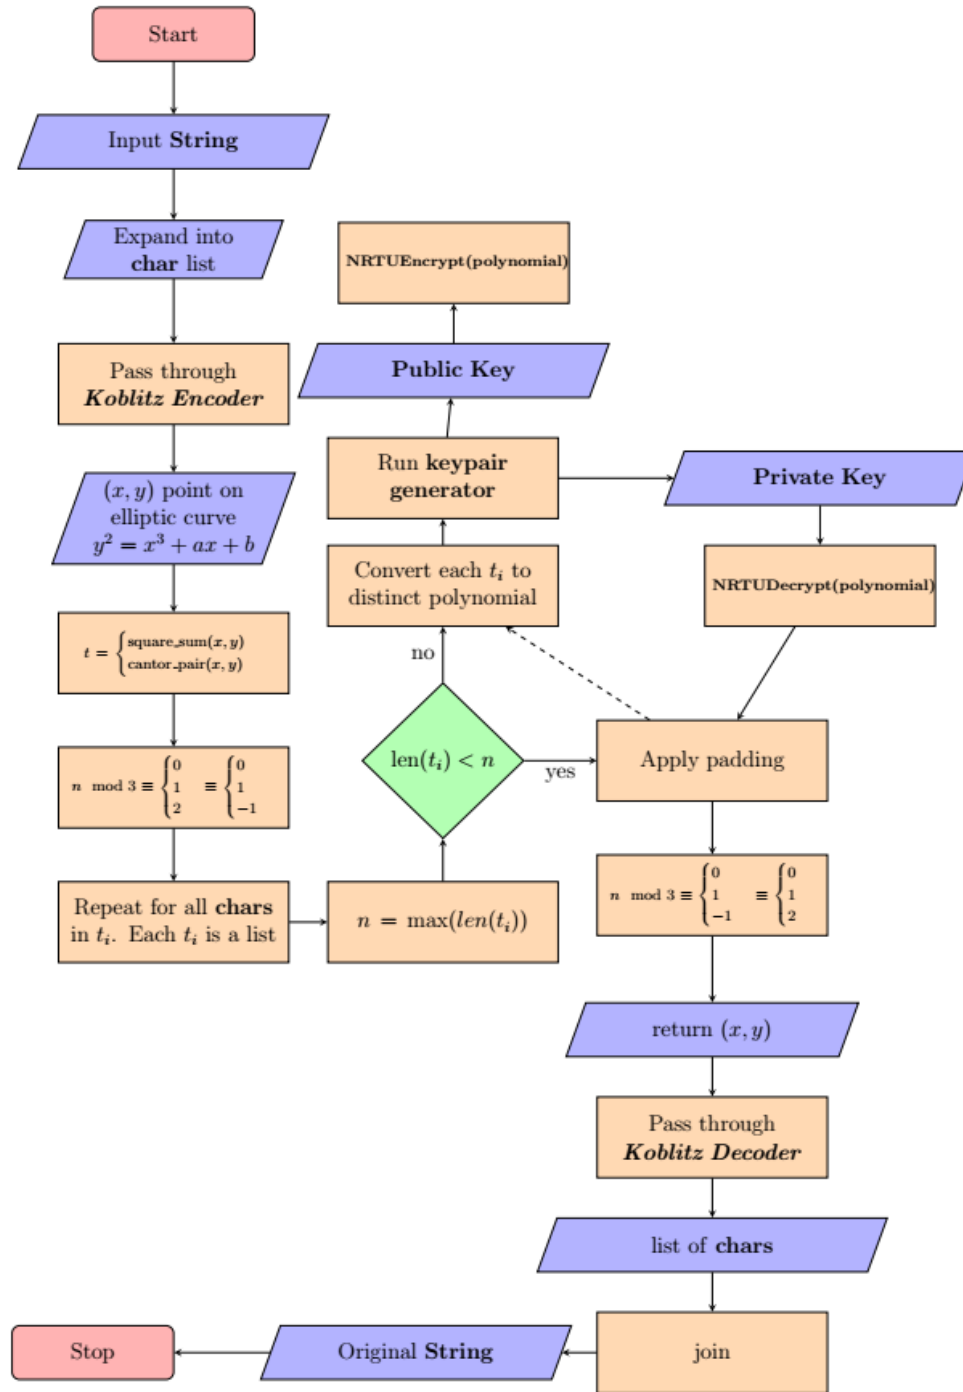 Start
Input String
Expand into
char list
Pass through
Koblitz Encoder
(x, y) point on
elliptic curve
y² = x³ + ax + b
t = { square_sum(x, y)
cantor_pair(x, y)
n mod 3 ≡ { 0 ≡ { 0
1 1
2 −1
Repeat for all chars
in tᵢ. Each tᵢ is a list
n = max(len(tᵢ))
len(tᵢ) < n
no
yes
Convert each tᵢ to
distinct polynomial
Run keypair
generator
Public Key
NRTUEncrypt(polynomial)
Private Key
NRTUDecrypt(polynomial)
Apply padding
n mod 3 ≡ { 0 ≡ { 0
1 1
−1 2
return (x, y)
Pass through
Koblitz Decoder
list of chars
join
Original String
Stop